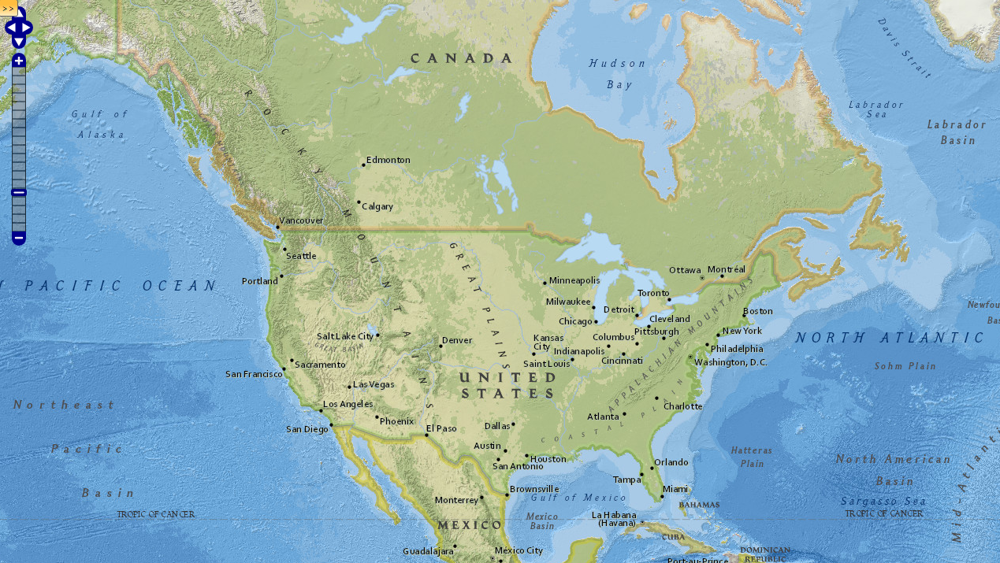 >>
CANADA
Hudson
Bay
Davis Strait
Gulf of
Alaska
Labrador
Sea
Labrador
Basin
ROCKY MOUNTAINS
Edmonton
Calgary
Vancouver
Seattle
Portland
PACIFIC OCEAN
GREAT PLAINS
Minneapolis
Ottawa
Montréal
Toronto
Milwaukee
Detroit
Chicago
Cleveland
Boston
New York
Pittsburgh
Columbus
Kansas
City
Indianapolis
Cincinnati
Saint Louis
Philadelphia
Washington, D.C.
APPALACHIAN MOUNTAINS
NORTH ATLANTIC
Sohm Plain
Salt Lake City
GREAT BASIN
Denver
Sacramento
San Francisco
Las Vegas
UNITED
STATES
Los Angeles
San Diego
Phoenix
El Paso
Dallas
Atlanta
Charlotte
COASTAL PLAIN
Northeast
Pacific
Basin
Austin
San Antonio
Houston
Orlando
Tampa
Miami
Hatteras
Plain
North American
Basin
Sargasso Sea
TROPIC OF CANCER
Mid-Atlanti
Brownsville
Monterrey
Gulf of Mexico
Mexico
Basin
BAHAMAS
La Habana
(Havana)
CUBA
TROPIC OF CANCER
MEXICO
Guadalajara
México City
DOMINICAN
REPUBLIC
Port-au-Prince